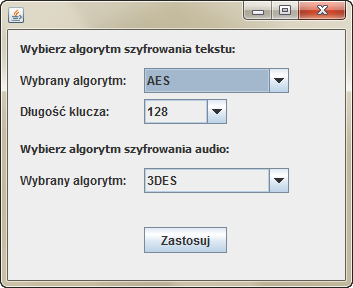 Wybierz algorytm szyfrowania tekstu:
Wybrany algorytm: AES
Długość klucza: 128
Wybierz algorytm szyfrowania audio:
Wybrany algorytm: 3DES
Zastosuj